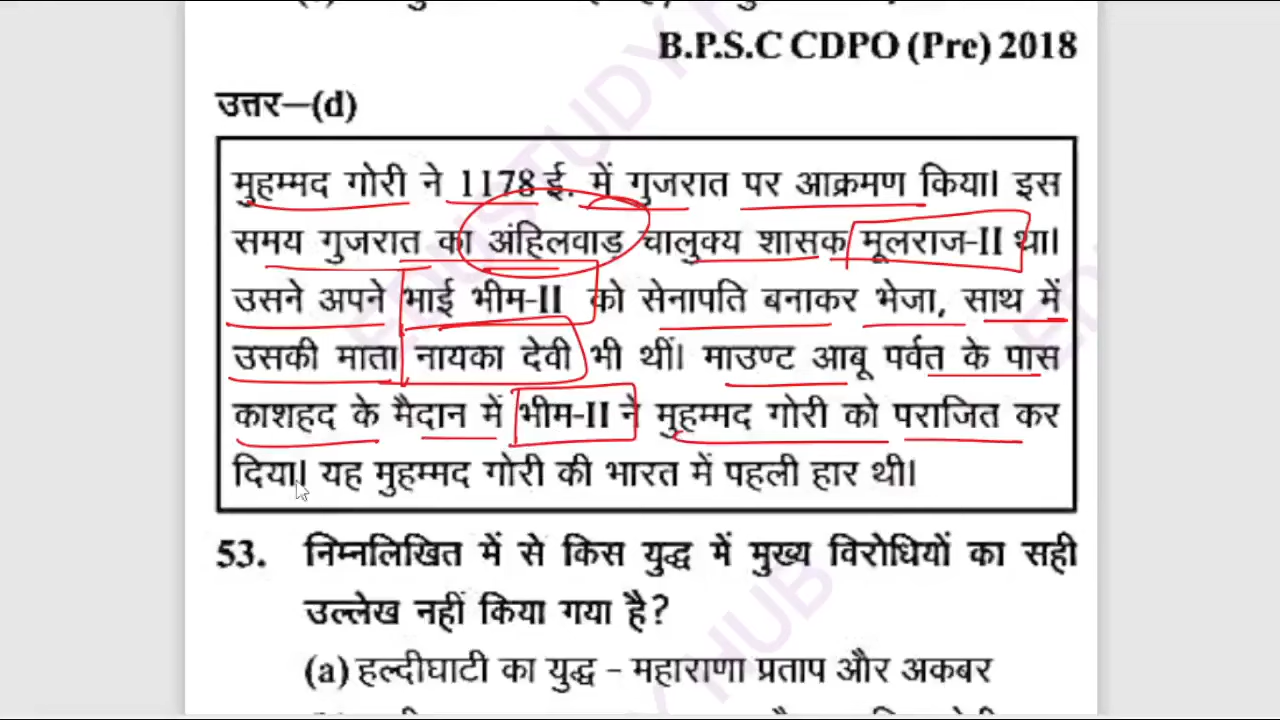 B.P.S.C CDPO (Pre) 2018
उत्तर—(d)
मुहम्मद गोरी ने 1178 ई. में गुजरात पर आक्रमण किया। इस
समय गुजरात का अंहिलवाड़ चालुक्य शासक मूलराज-II था।
उसने अपने भाई भीम-II को सेनापति बनाकर भेजा, साथ में
उसकी माता नायका देवी भी थीं। माउण्ट आबू पर्वत के पास
काशहद के मैदान में भीम-II ने मुहम्मद गोरी को पराजित कर
दिया। यह मुहम्मद गोरी की भारत में पहली हार थी।
53. निम्नलिखित में से किस युद्ध में मुख्य विरोधियों का सही
उल्लेख नहीं किया गया है?
(a) हल्दीघाटी का युद्ध - महाराणा प्रताप और अकबर